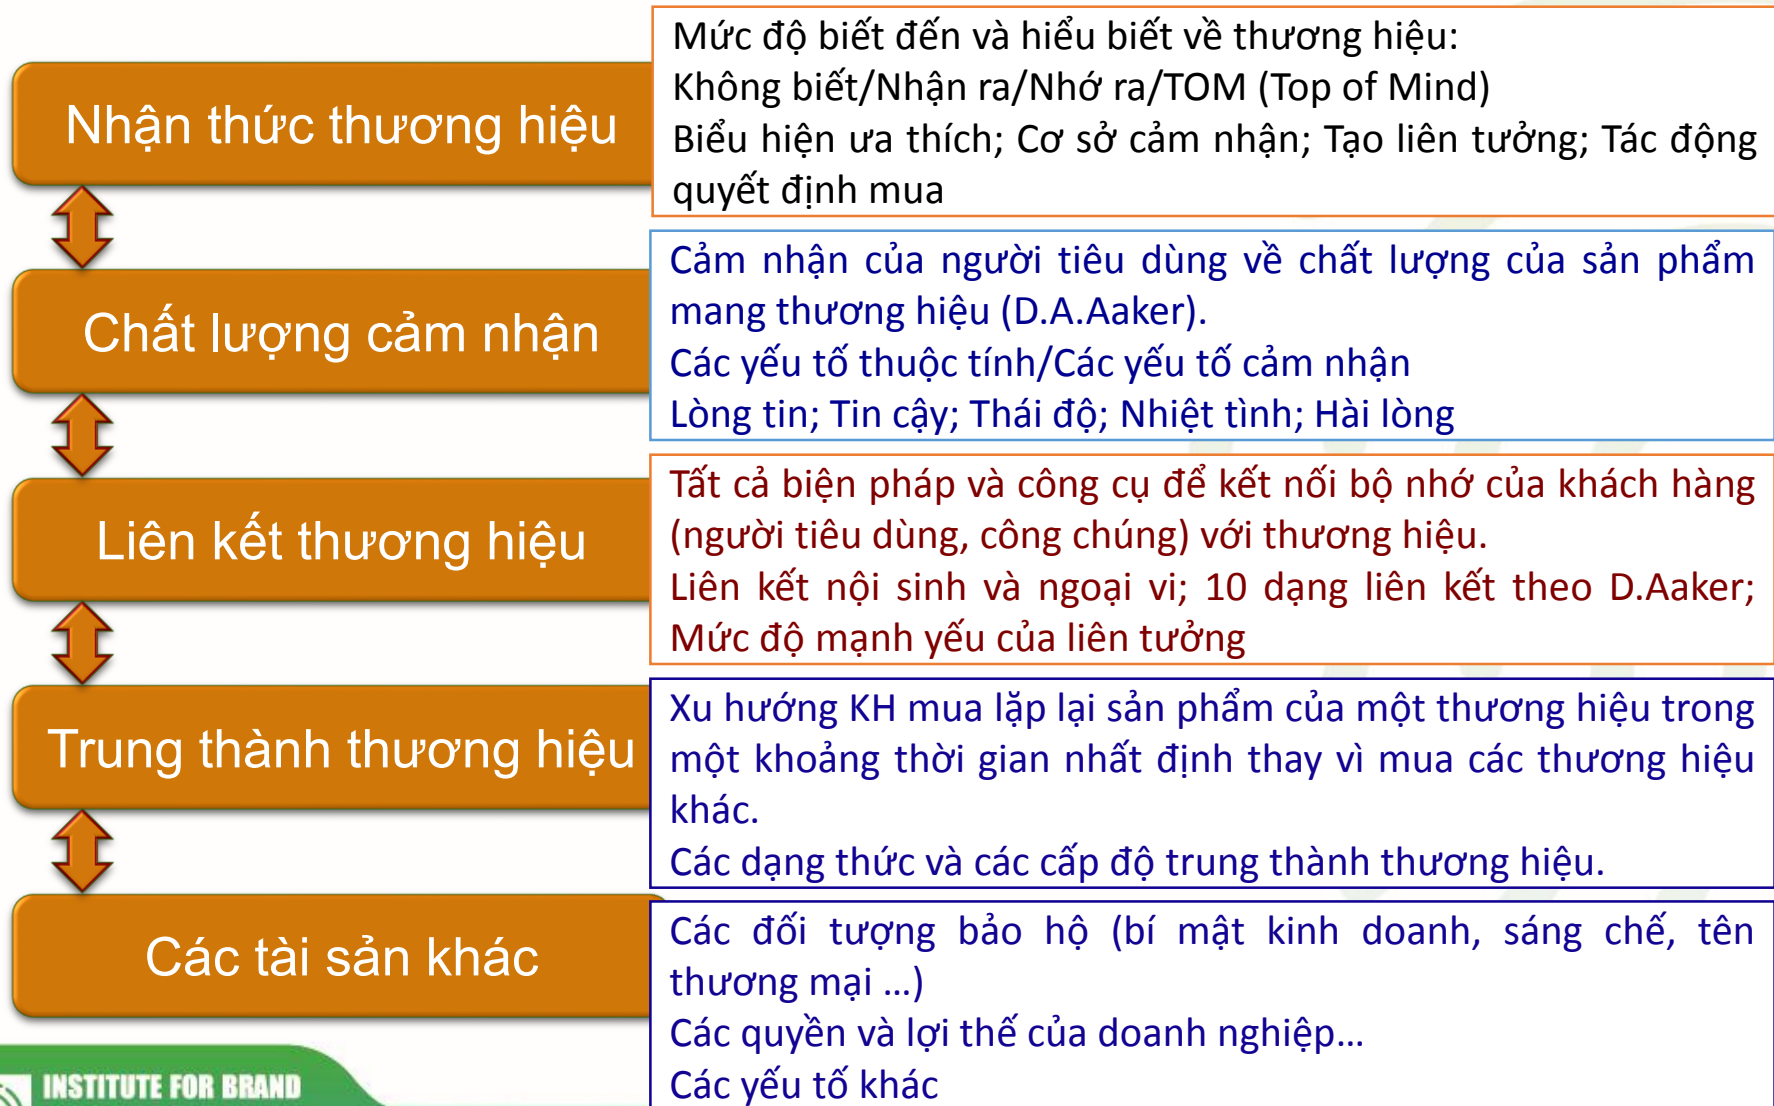 Nhận thức thương hiệu
Mức độ biết đến và hiểu biết về thương hiệu:
Không biết/Nhận ra/Nhớ ra/TOM (Top of Mind)
Biểu hiện ưa thích; Cơ sở cảm nhận; Tạo liên tưởng; Tác động
quyết định mua
Chất lượng cảm nhận
Cảm nhận của người tiêu dùng về chất lượng của sản phẩm
mang thương hiệu (D.A.Aaker).
Các yếu tố thuộc tính/Các yếu tố cảm nhận
Lòng tin; Tin cậy; Thái độ; Nhiệt tình; Hài lòng
Liên kết thương hiệu
Tất cả biện pháp và công cụ để kết nối bộ nhớ của khách hàng
(người tiêu dùng, công chúng) với thương hiệu.
Liên kết nội sinh và ngoại vi; 10 dạng liên kết theo D.Aaker;
Mức độ mạnh yếu của liên tưởng
Trung thành thương hiệu
Xu hướng KH mua lặp lại sản phẩm của một thương hiệu trong
một khoảng thời gian nhất định thay vì mua các thương hiệu
khác.
Các dạng thức và các cấp độ trung thành thương hiệu.
Các tài sản khác
Các đối tượng bảo hộ (bí mật kinh doanh, sáng chế, tên
thương mại ...)
Các quyền và lợi thế của doanh nghiệp...
Các yếu tố khác
INSTITUTE FOR BRAND